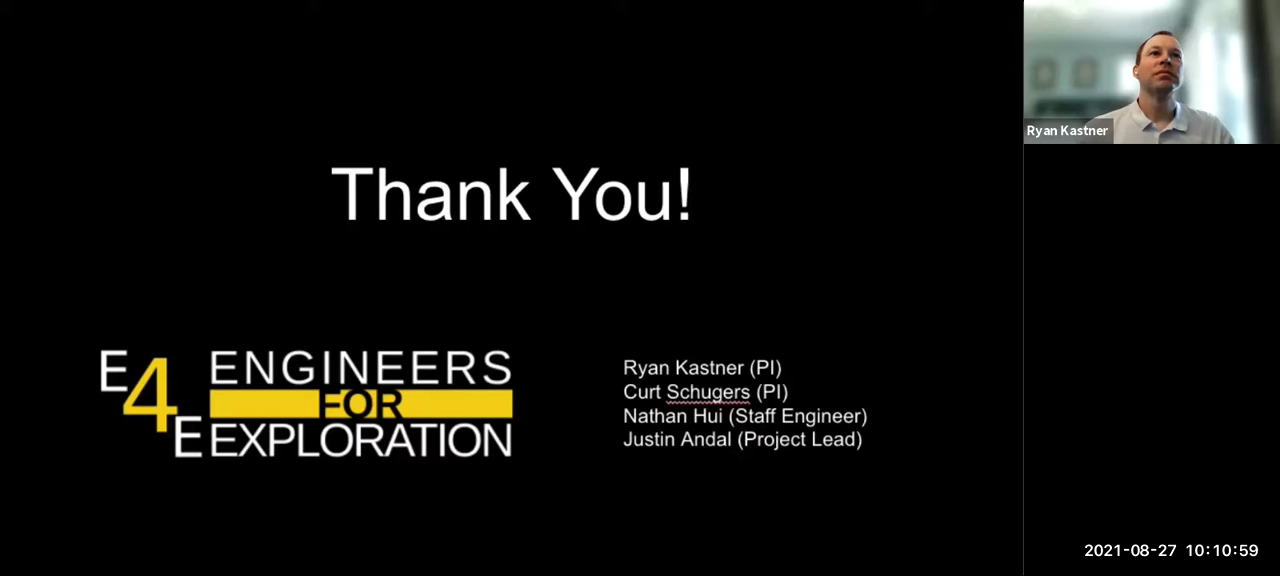 Thank You!
E4E
ENGINEERS
FOR
EXPLORATION
Ryan Kastner (PI)
Curt Schugers (PI)
Nathan Hui (Staff Engineer)
Justin Andal (Project Lead)
Ryan Kastner
2021-08-27 10:10:59